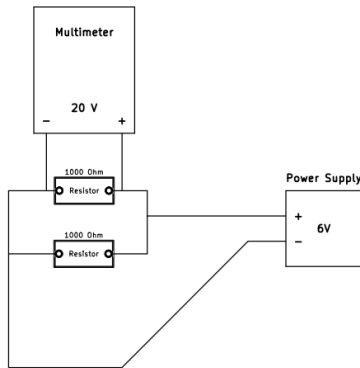 Multimeter
20 V
− +
1000 Ohm
Resistor
Power Supply
+
6V
−
1000 Ohm
Resistor